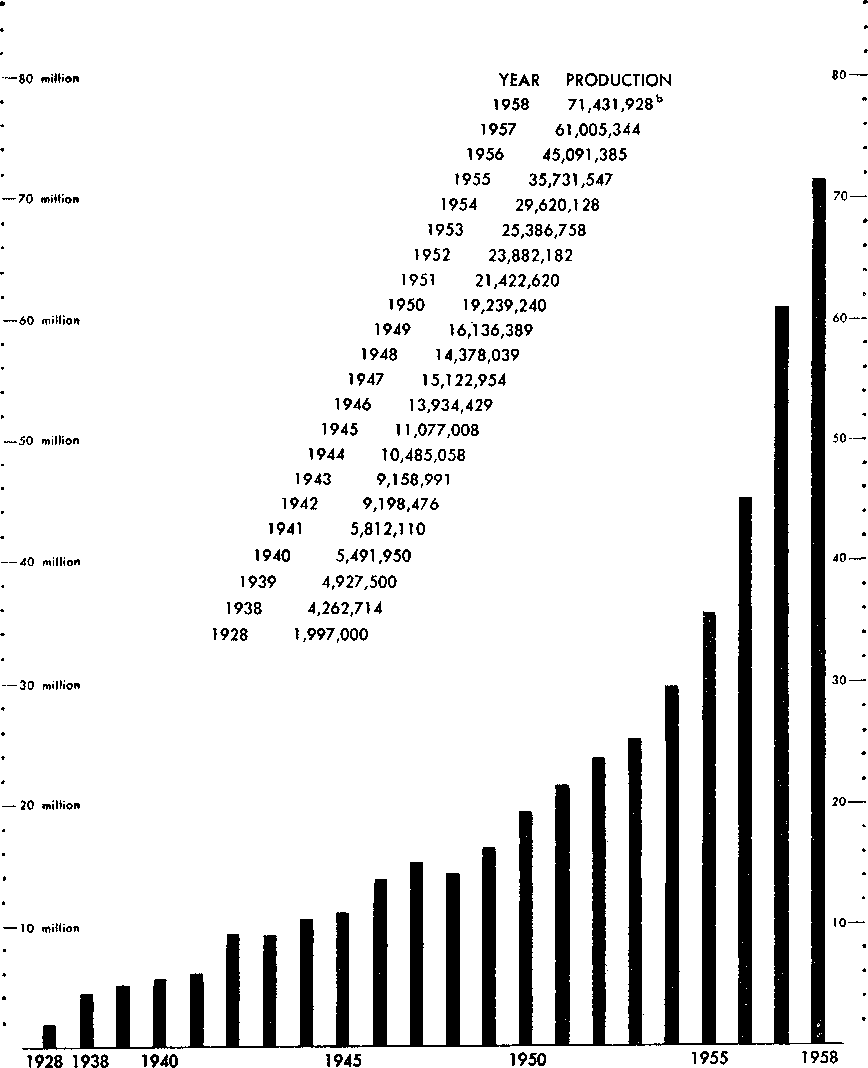 YEAR PRODUCTION
1958 71,431,928ᵇ
1957 61,005,344
1956 45,091,385
1955 35,731,547
1954 29,620,128
1953 25,386,758
1952 23,882,182
1951 21,422,620
1950 19,239,240
1949 16,136,389
1948 14,378,039
1947 15,122,954
1946 13,934,429
1945 11,077,008
1944 10,485,058
1943 9,158,991
1942 9,198,476
1941 5,812,110
1940 5,491,950
1939 4,927,500
1938 4,262,714
1928 1,997,000
80 million
70 million
60 million
50 million
40 million
30 million
20 million
10 million
80
70
60
50
40
30
20
10
1928 1938 1940 1945 1950 1955 1958